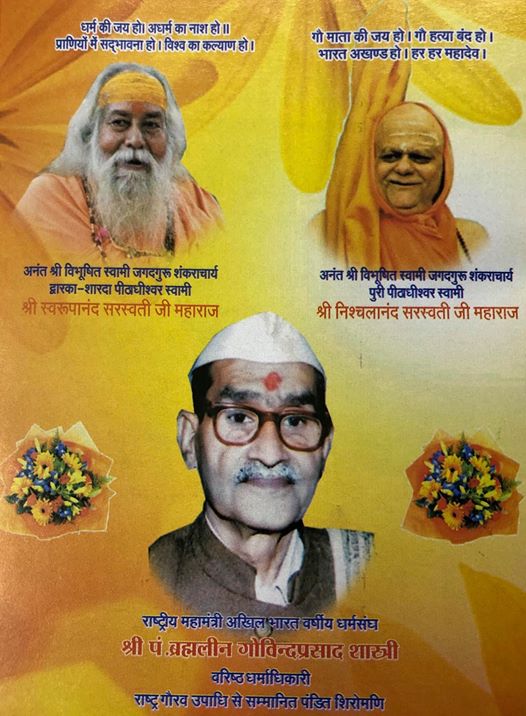 धर्म की जय हो। अधर्म का नाश हो॥
प्राणियों में सद्भावना हो। विश्व का कल्याण हो।
गौ माता की जय हो। गौ हत्या बंद हो।
भारत अखण्ड हो। हर हर महादेव।
अनंत श्री विभूषित स्वामी जगदगुरू शंकराचार्य
द्वारका-शारदा पीठाधीश्वर स्वामी
श्री स्वरूपानंद सरस्वती जी महाराज
अनंत श्री विभूषित स्वामी जगदगुरू शंकराचार्य
पुरी पीठाधीश्वर स्वामी
श्री निश्चलानंद सरस्वती जी महाराज
राष्ट्रीय महामंत्री अखिल भारत वर्षीय धर्मसंघ
श्री पं .ब्रह्मलीन गोविन्दप्रसाद शास्त्री
वरिष्ठ धर्माधिकारी
राष्ट्र गौरव उपाधि से सम्मानित पंडित शिरोमणि